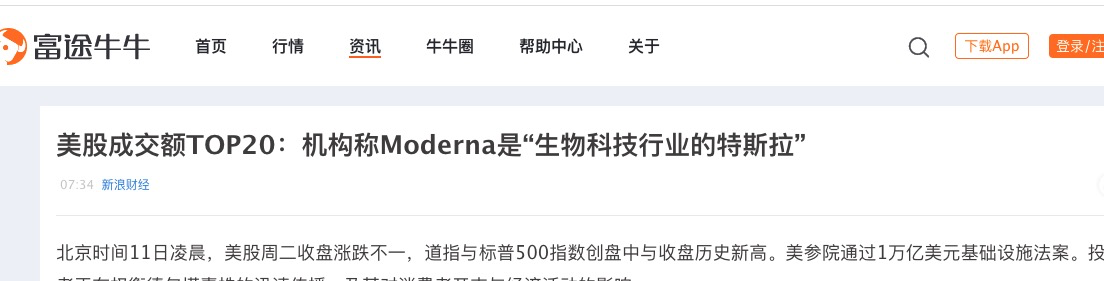 富途牛牛 首页 行情 资讯 牛牛圈 帮助中心 关于 下载App 登录/注
美股成交额TOP20：机构称Moderna是“生物科技行业的特斯拉”
07:34 新浪财经
北京时间11日凌晨，美股周二收盘涨跌不一，道指与标普500指数创盘中与收盘历史新高。美参院通过1万亿美元基础设施法案。投